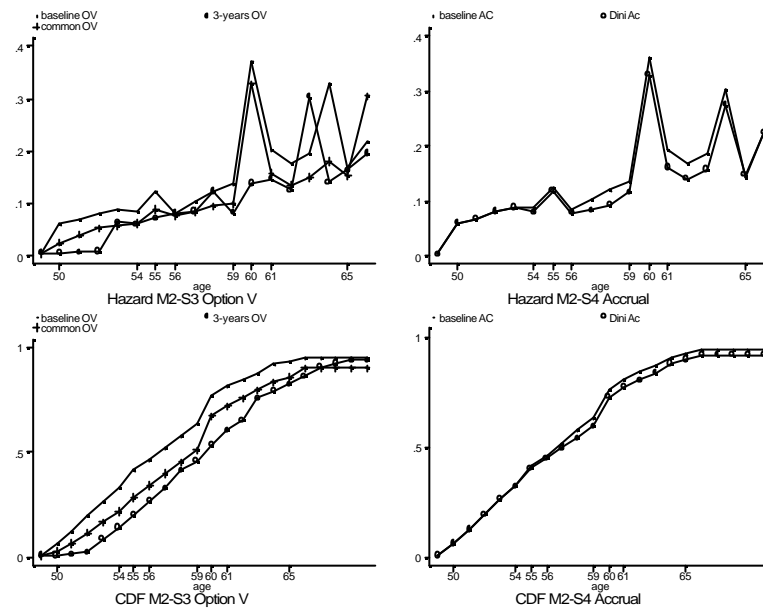 baseline OV 3-years OV
common OV
.4
.3
.2
.1
0
50 54 55 56 59 60 61 65
age
Hazard M2-S3 Option V
baseline AC Dini Ac
.4
.3
.2
.1
0
50 54 55 56 59 60 61 65
age
Hazard M2-S4 Accrual
baseline OV 3-years OV
common OV
1
.5
0
50 54 55 56 59 60 61 65
age
CDF M2-S3 Option V
baseline AC Dini Ac
1
.5
0
50 54 55 56 59 60 61 65
age
CDF M2-S4 Accrual